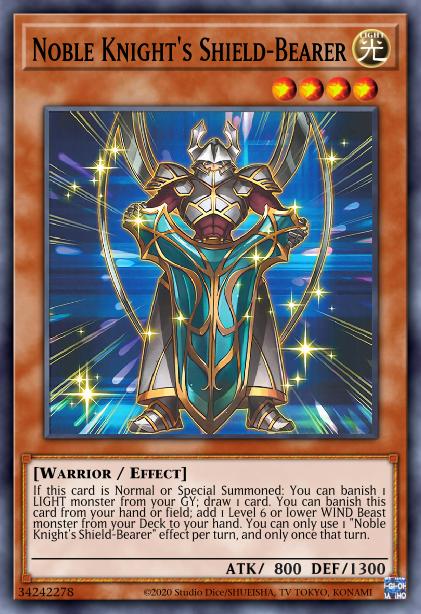 Noble Knight's Shield-Bearer
LIGHT
光
[Warrior / Effect]
If this card is Normal or Special Summoned: You can banish 1
LIGHT monster from your GY; draw 1 card. You can banish this
card from your hand or field; add 1 Level 6 or lower WIND Beast
monster from your Deck to your hand. You can only use 1 "Noble
Knight's Shield-Bearer" effect per turn, and only once that turn.
ATK/ 800 DEF/1300
34242278
©2020 Studio Dice/SHUEISHA, TV TOKYO, KONAMI